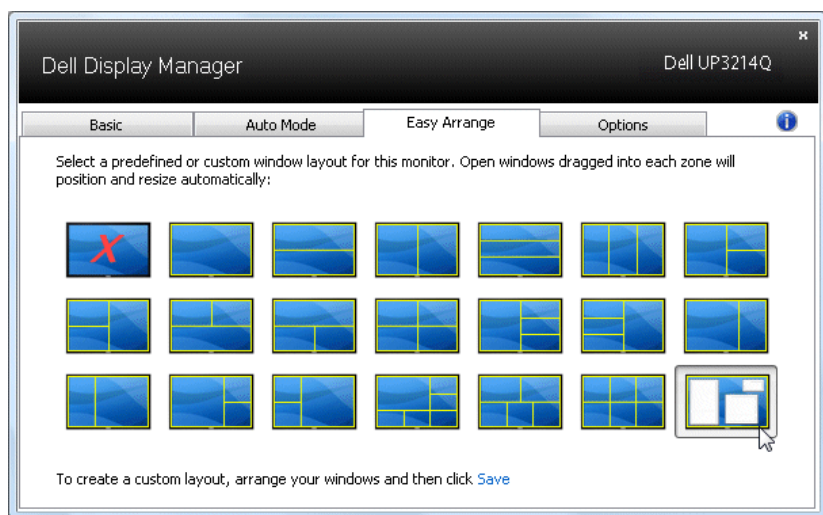 x
Dell Display Manager
Dell UP3214Q
Basic
Auto Mode
Easy Arrange
Options
i
Select a predefined or custom window layout for this monitor. Open windows dragged into each zone will
position and resize automatically:
X
To create a custom layout, arrange your windows and then click Save